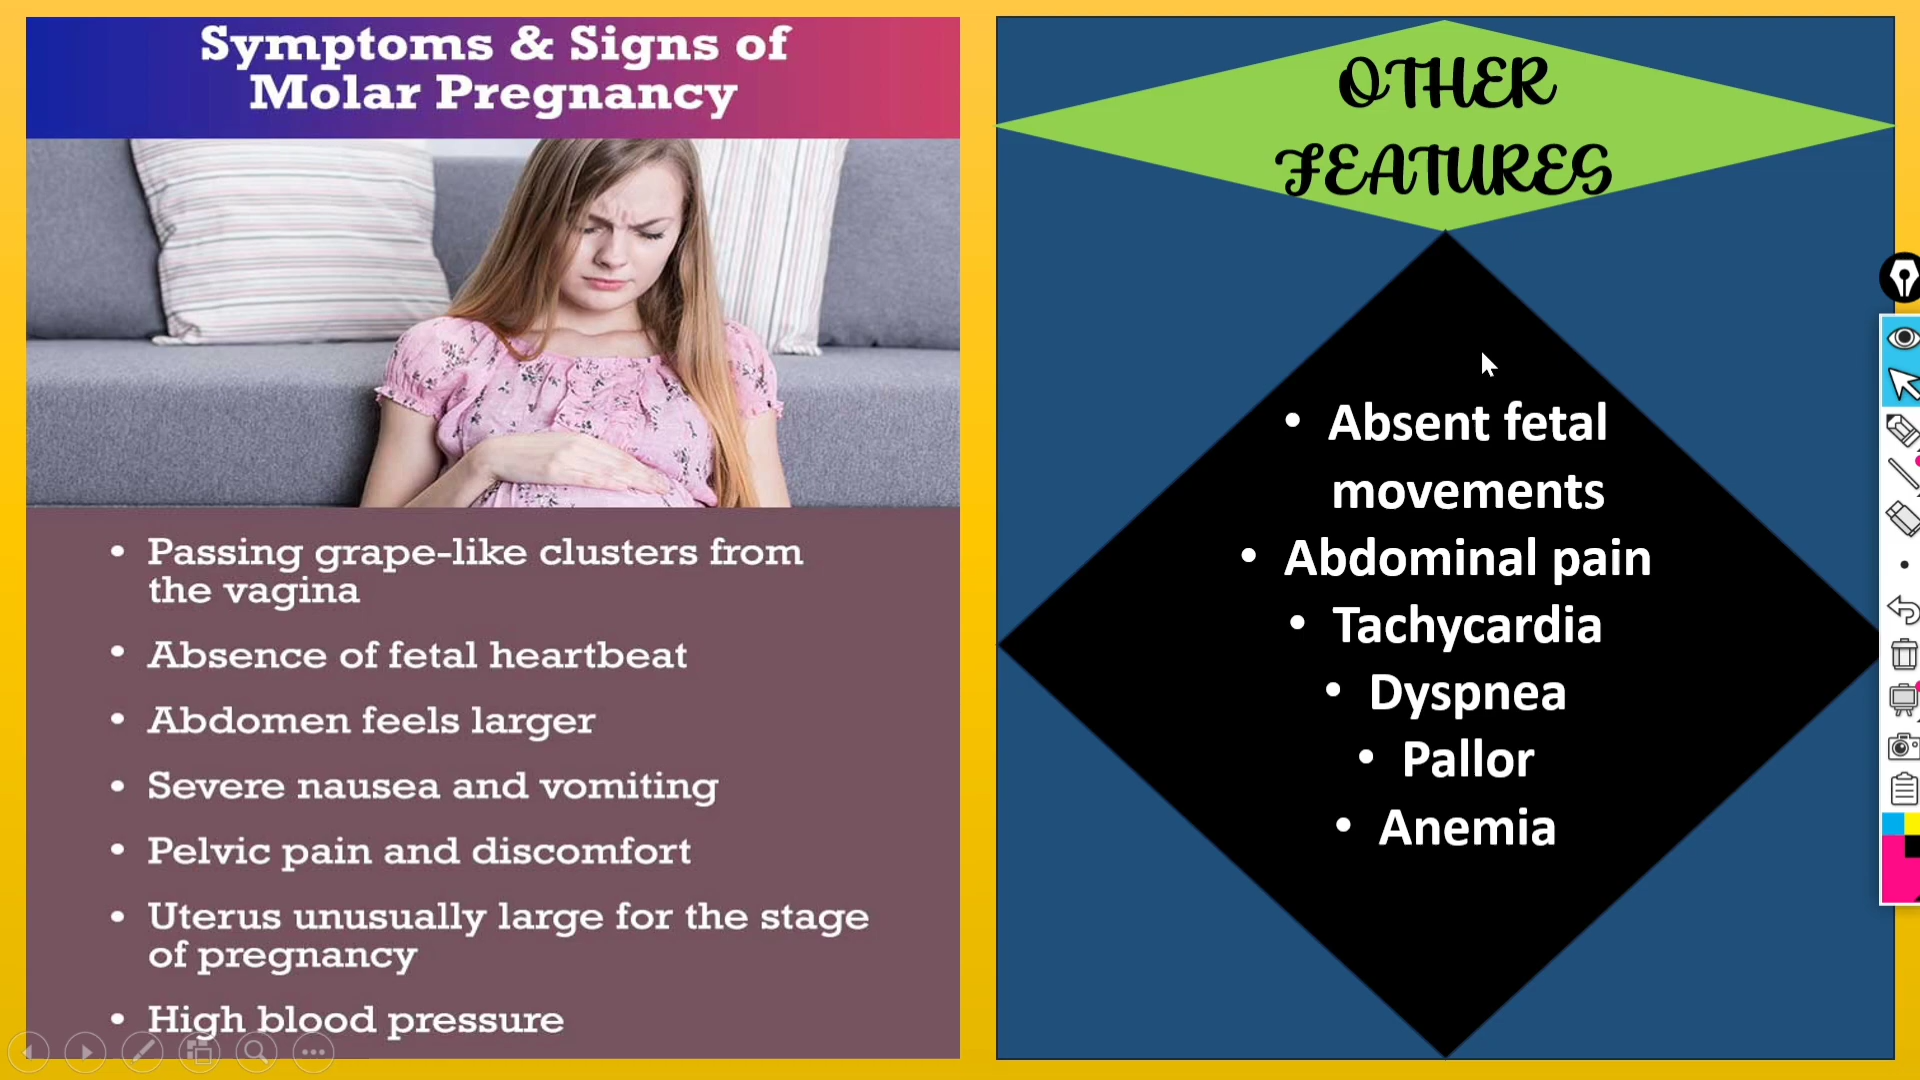 Symptoms & Signs of
Molar Pregnancy
• Passing grape-like clusters from
the vagina
• Absence of fetal heartbeat
• Abdomen feels larger
• Severe nausea and vomiting
• Pelvic pain and discomfort
• Uterus unusually large for the stage
of pregnancy
• High blood pressure
OTHER
FEATURES
• Absent fetal
movements
• Abdominal pain
• Tachycardia
• Dyspnea
• Pallor
• Anemia